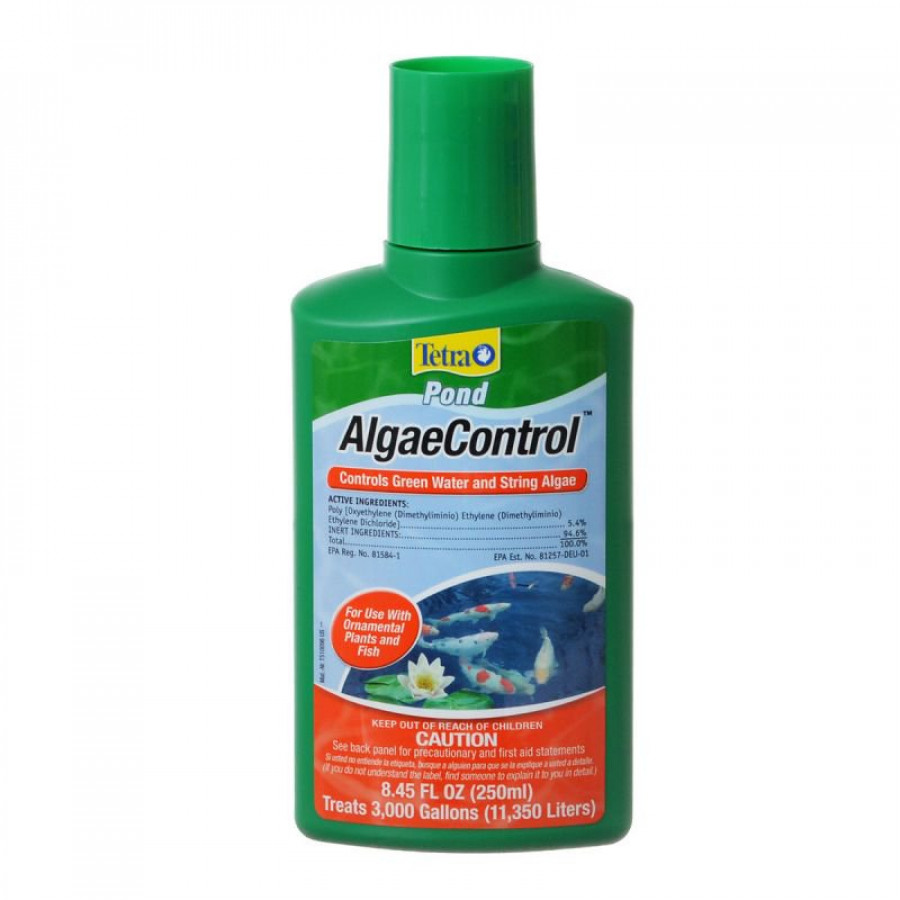 Tetra
Pond
AlgaeControl™
Controls Green Water and String Algae
ACTIVE INGREDIENTS:
Poly [Oxyethylene (Dimethyliminio) Ethylene (Dimethyliminio)
Ethylene Dichloride] 5.4%
INERT INGREDIENTS: 94.6%
Total 100.0%
EPA Reg. No. 81584-1 EPA Est. No. 81257-DEU-01
For Use With
Ornamental
Plants and
Fish
KEEP OUT OF REACH OF CHILDREN
CAUTION
See back panel for precautionary and first aid statements
Si usted no entiende la etiqueta, busque a alguien para que se la explique a usted a detalle.
(If you do not understand the label, find someone to explain it to you in detail.)
8.45 FL OZ (250ml)
Treats 3,000 Gallons (11,350 Liters)